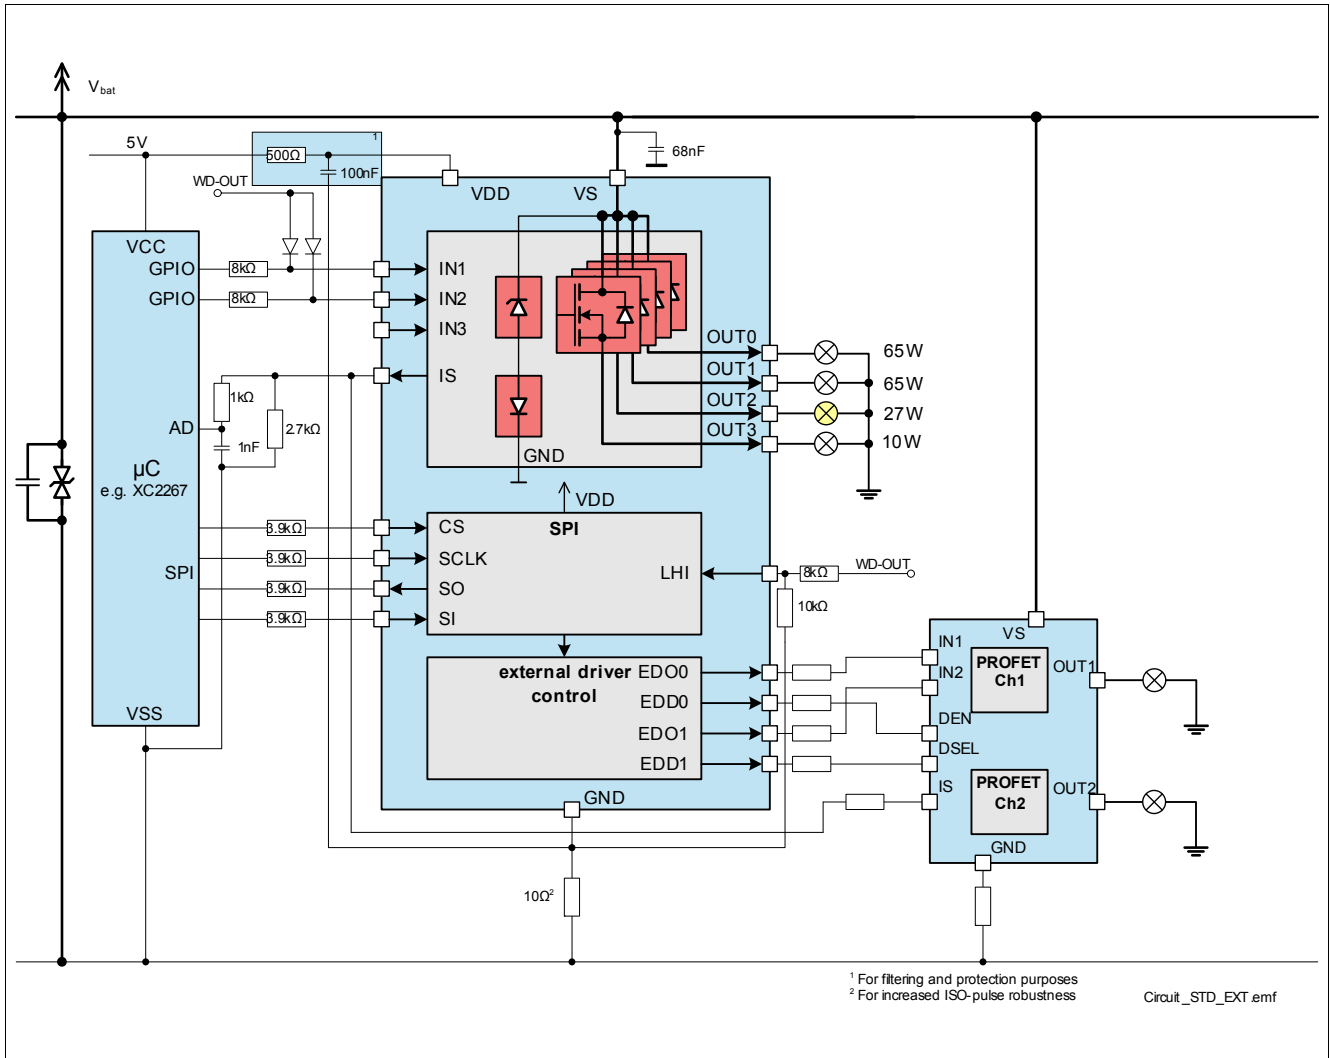 V_bat
5V
500Ω
1
100nF
68nF
WD-OUT
VDD
VS
VCC
GPIO
8kΩ
IN1
GPIO
8kΩ
IN2
IN3
OUT0
65W
IS
OUT1
65W
1kΩ
OUT2
27W
AD
2.7kΩ
OUT3
10W
1nF
GND
µC
e.g. XC2267
VDD
SPI
3.9kΩ
CS
3.9kΩ
SCLK
SPI
LHI
8kΩ
WD-OUT
3.9kΩ
SO
10kΩ
3.9kΩ
SI
VS
IN1
PROFET
Ch1
OUT1
external driver
control
EDO0
IN2
EDD0
VSS
DEN
EDO1
DSEL
EDD1
IS
PROFET
Ch2
OUT2
GND
GND
10Ω²
¹ For filtering and protection purposes
² For increased ISO-pulse robustness
Circuit_STD_EXT.emf